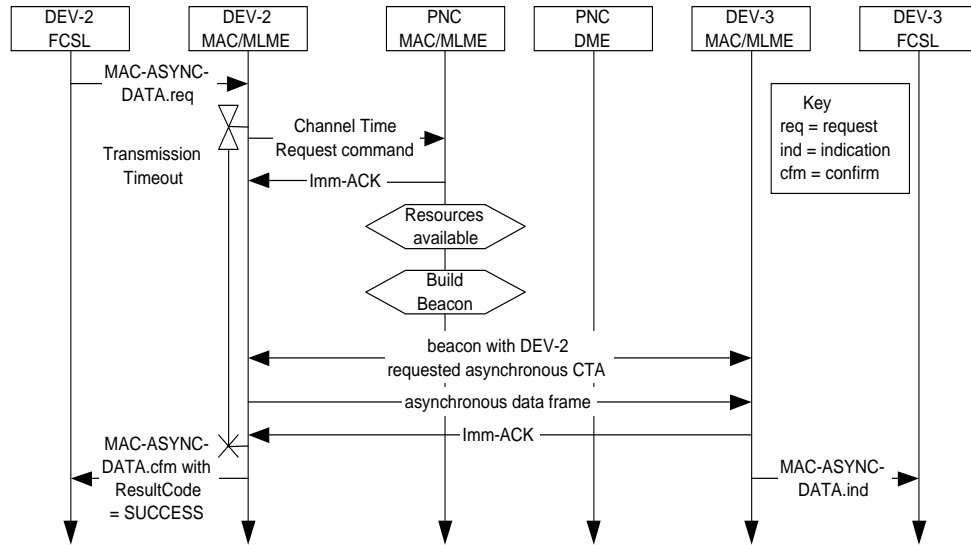 DEV-2
FCSL
DEV-2
MAC/MLME
PNC
MAC/MLME
PNC
DME
DEV-3
MAC/MLME
DEV-3
FCSL
MAC-ASYNC-
DATA.req
Key
req = request
ind = indication
cfm = confirm
Channel Time
Request command
Transmission
Timeout
Imm-ACK
Resources
available
Build
Beacon
beacon with DEV-2
requested asynchronous CTA
asynchronous data frame
Imm-ACK
MAC-ASYNC-
DATA.cfm with
ResultCode
= SUCCESS
MAC-ASYNC-
DATA.ind